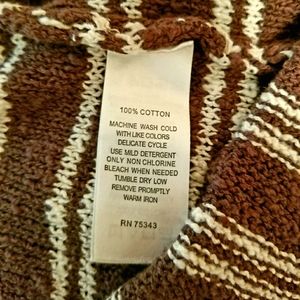 100% COTTON
MACHINE WASH COLD
WITH LIKE COLORS
DELICATE CYCLE
USE MILD DETERGENT
ONLY NON CHLORINE
BLEACH WHEN NEEDED
TUMBLE DRY LOW
REMOVE PROMPTLY
WARM IRON
RN 75343